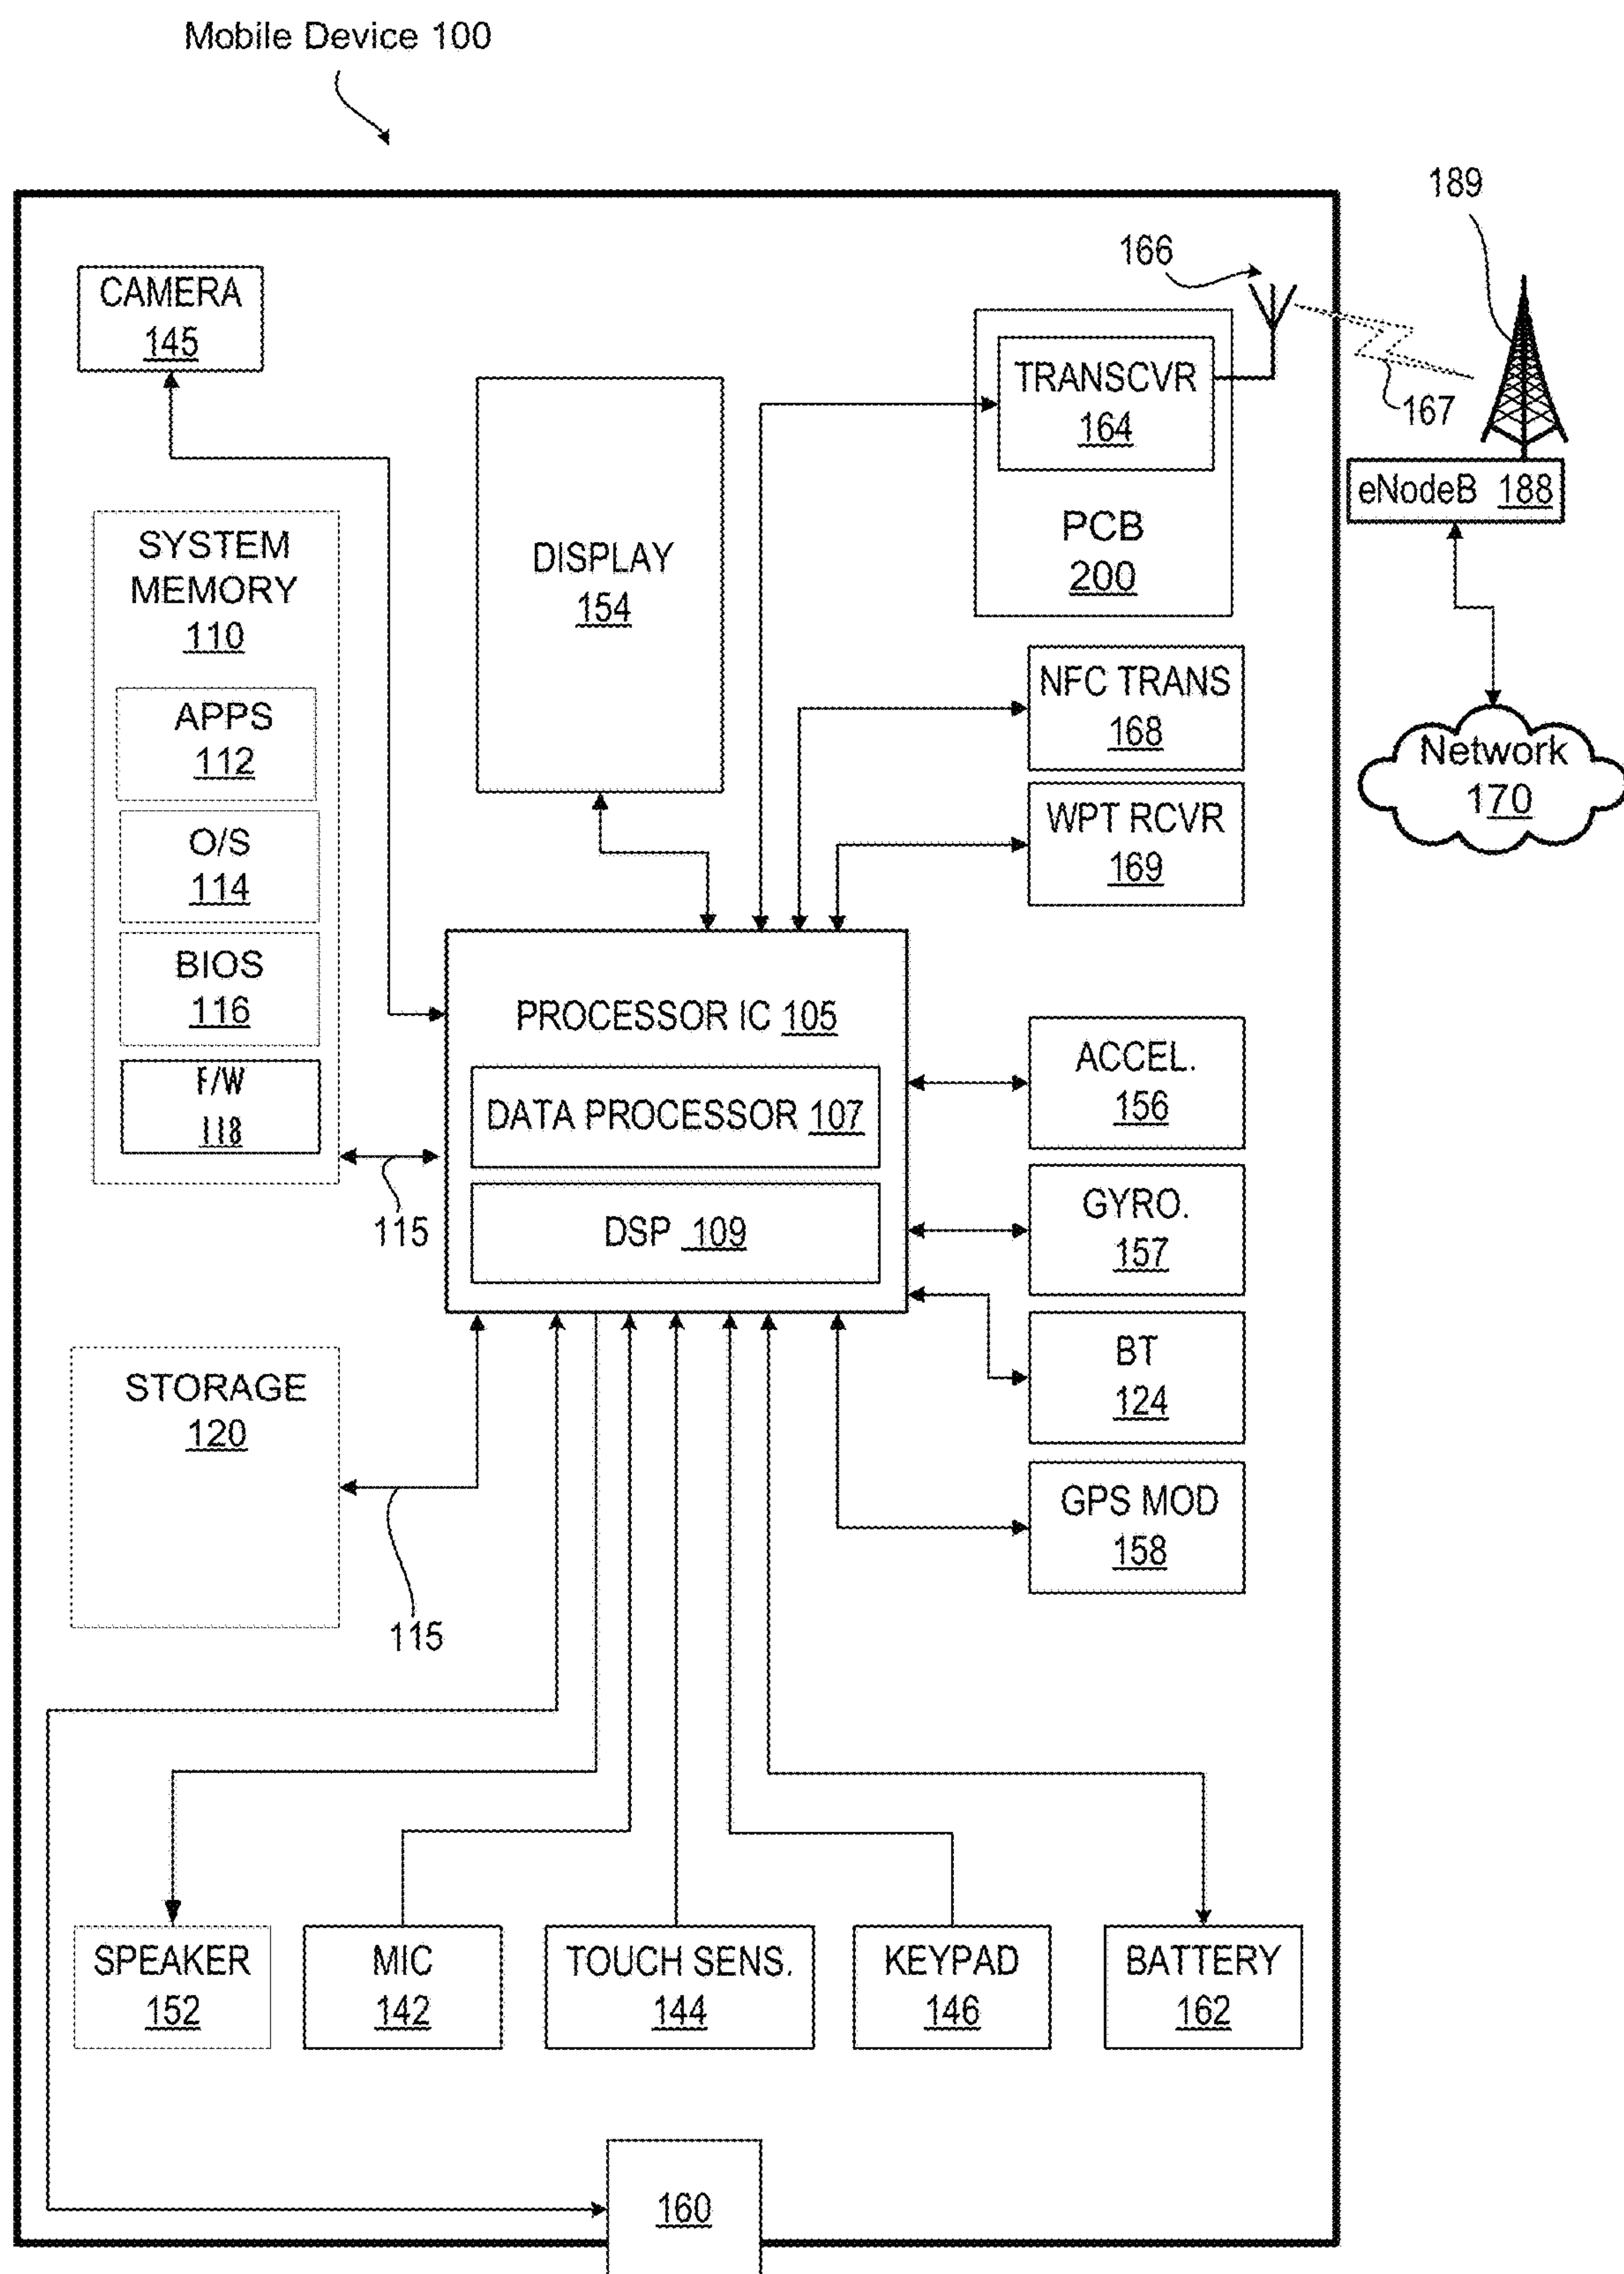 Mobile Device 100
189
166
CAMERA
145
TRANSCVR
164
167
PCB
200
eNodeB 188
DISPLAY
154
SYSTEM
MEMORY
110
APPS
112
O/S
114
BIOS
116
F/W
118
NFC TRANS
168
WPT RCVR
169
Network
170
PROCESSOR IC 105
DATA PROCESSOR 107
DSP 109
115
ACCEL.
156
GYRO.
157
BT
124
GPS MOD
158
STORAGE
120
115
SPEAKER
152
MIC
142
TOUCH SENS.
144
KEYPAD
146
BATTERY
162
160